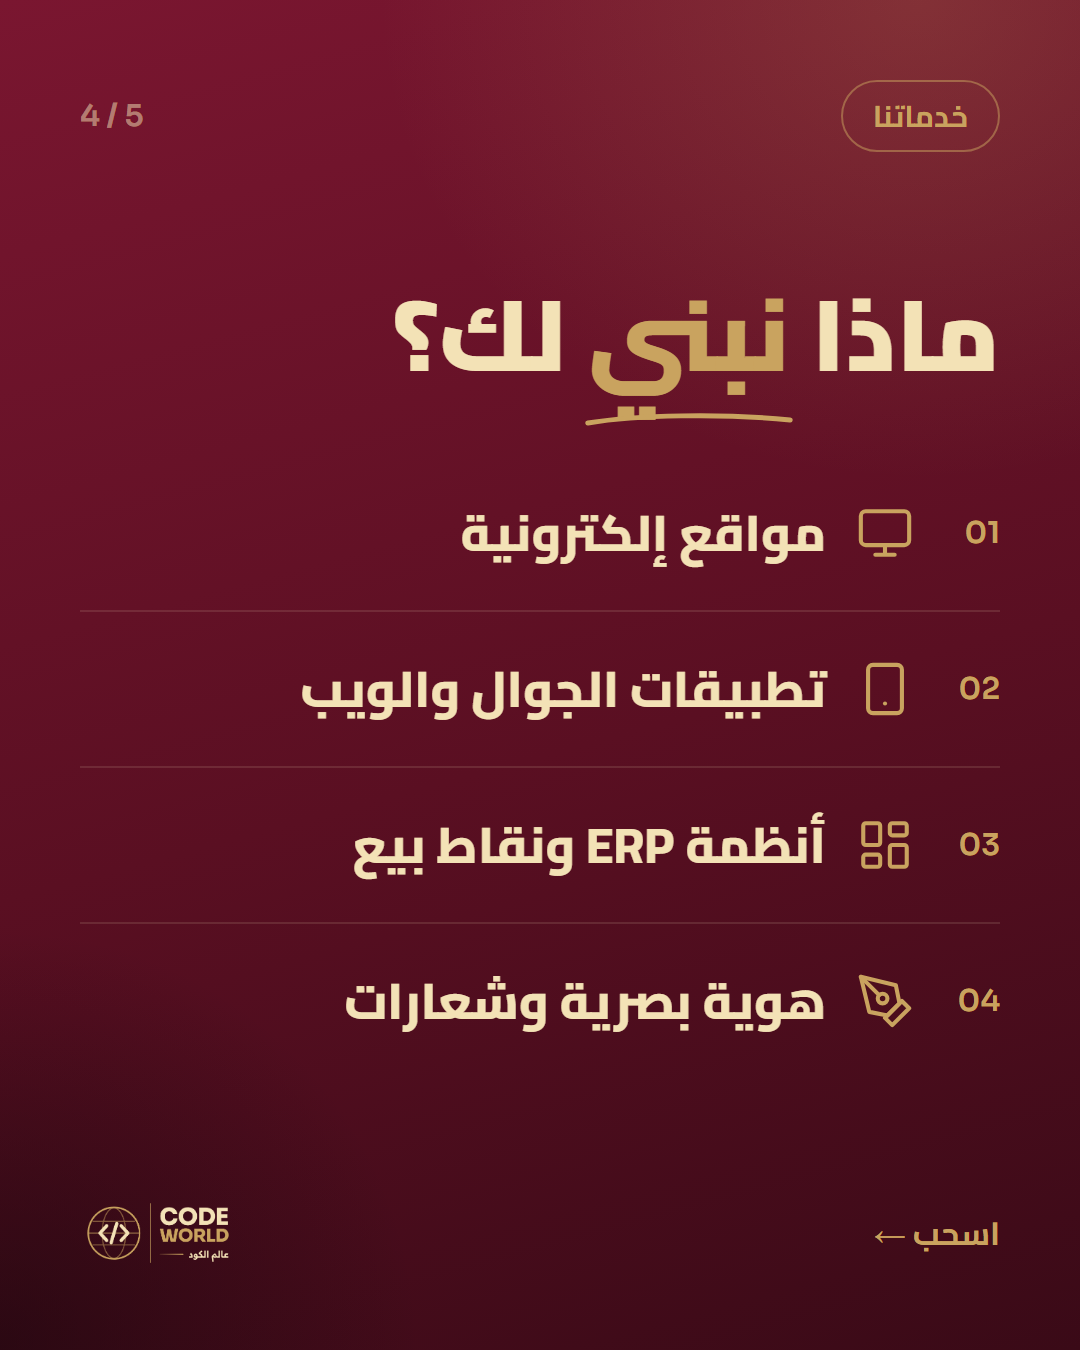 خدماتنا
4 / 5
ماذا نبني لك؟
01 مواقع إلكترونية
02 تطبيقات الجوال والويب
03 أنظمة ERP ونقاط بيع
04 هوية بصرية وشعارات
اسحب ←
</> CODE
WORLD
عالم الكود